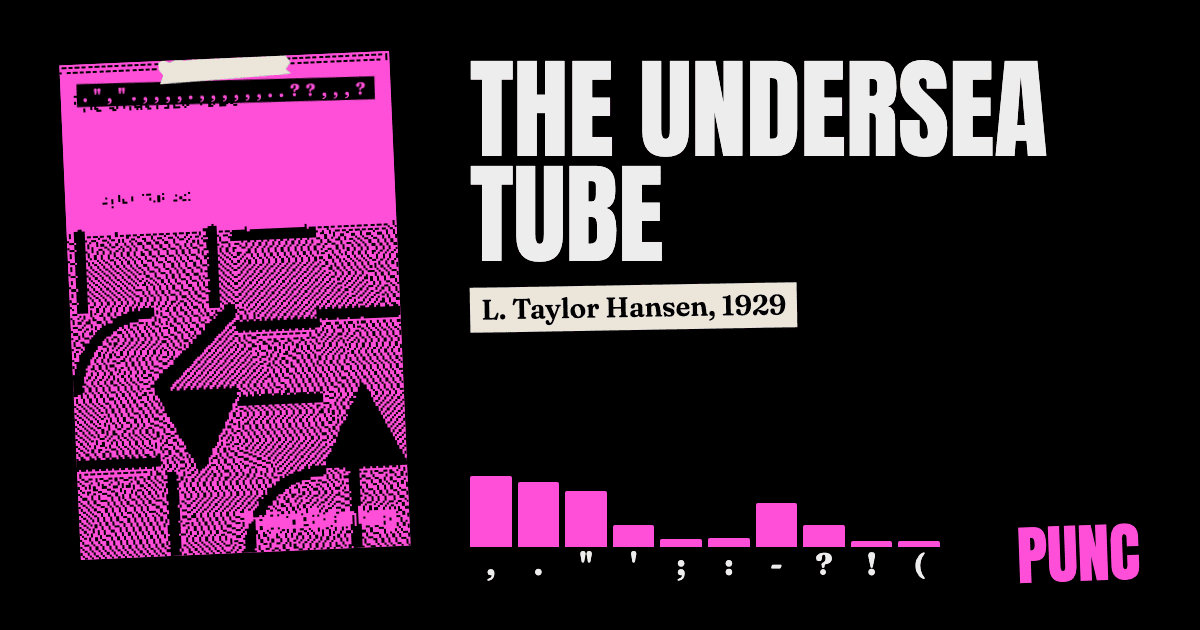 .",".,,,,.,,,,,,..??,,,?
THE UNDERSEA
TUBE
L. Taylor Hansen, 1929
, . " ' ; : - ? ! (
PUNC